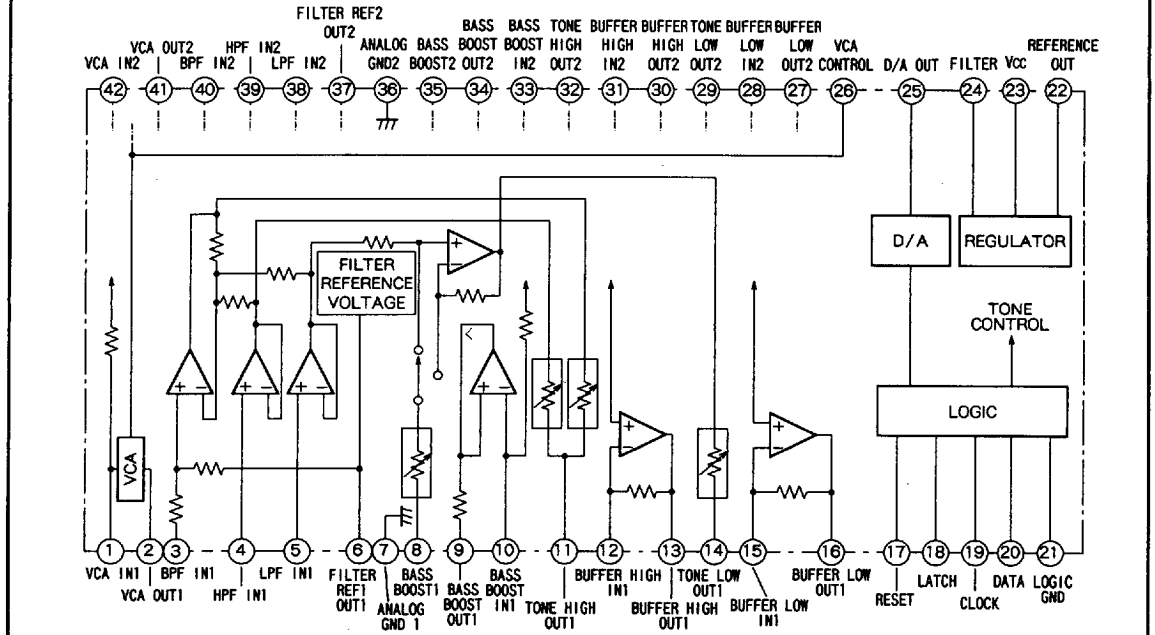 FILTER REF2
OUT2
VCA IN2
VCA OUT2
BPF IN2
HPF IN2
LPF IN2
ANALOG
GND2
BASS
BOOST2
BASS
BOOST
OUT2
BASS
BOOST
IN2
TONE
HIGH
OUT2
BUFFER
HIGH
IN2
BUFFER
HIGH
OUT2
TONE
LOW
OUT2
BUFFER
LOW
IN2
BUFFER
LOW
OUT2
VCA
CONTROL
D/A OUT
FILTER
Vcc
REFERENCE
OUT
42 41 40 39 38 37 36 35 34 33 32 31 30 29 28 27 26 25 24 23 22
D/A
REGULATOR
FILTER
REFERENCE
VOLTAGE
+
−
TONE
CONTROL
+ −
+ −
+ −
− +
LOGIC
+
−
+
−
VCA
1 2 3 4 5 6 7 8 9 10 11 12 13 14 15 16 17 18 19 20 21
VCA IN1
VCA OUT1
BPF IN1
HPF IN1
LPF IN1
FILTER
REF1
OUT1
ANALOG
GND 1
BASS
BOOST1
BASS
BOOST
OUT1
BASS
BOOST
IN1
TONE HIGH
OUT1
BUFFER HIGH
IN1
BUFFER HIGH
OUT1
TONE LOW
OUT1
BUFFER LOW
IN1
BUFFER LOW
OUT1
RESET
LATCH
CLOCK
DATA
LOGIC
GND